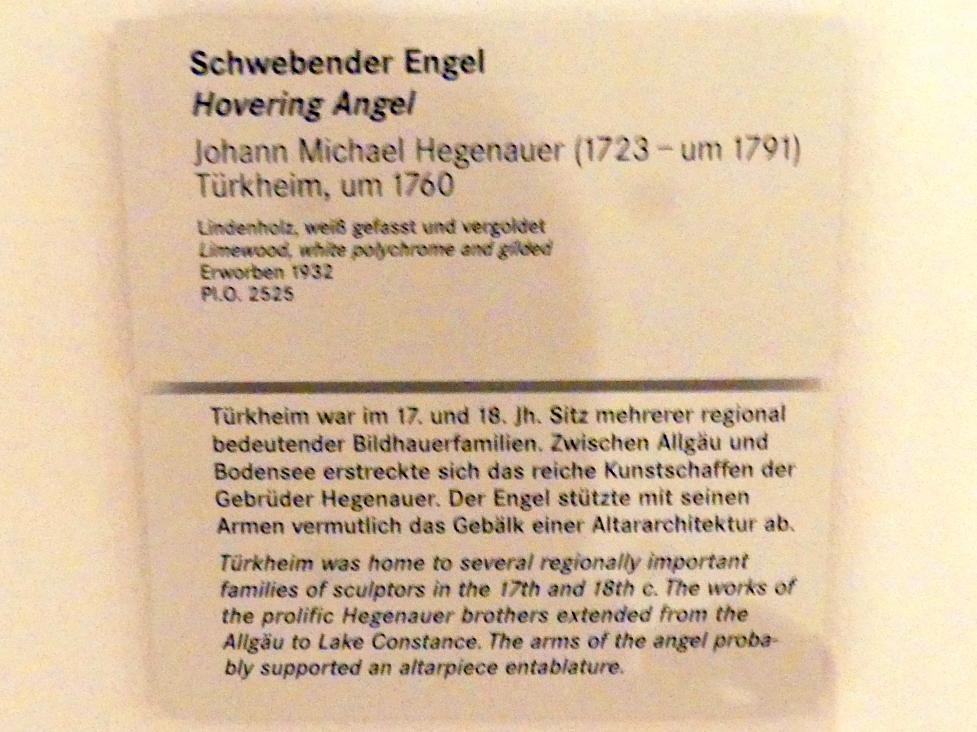 Schwebender Engel
Hovering Angel
Johann Michael Hegenauer (1723 – um 1791)
Türkheim, um 1760
Lindenholz, weiß gefasst und vergoldet
Limewood, white polychrome and gilded
Erworben 1932
Pl.O. 2525
Türkheim war im 17. und 18. Jh. Sitz mehrerer regional
bedeutender Bildhauerfamilien. Zwischen Allgäu und
Bodensee erstreckte sich das reiche Kunstschaffen der
Gebrüder Hegenauer. Der Engel stützte mit seinen
Armen vermutlich das Gebälk einer Altararchitektur ab.
Türkheim was home to several regionally important
families of sculptors in the 17th and 18th c. The works of
the prolific Hegenauer brothers extended from the
Allgäu to Lake Constance. The arms of the angel proba-
bly supported an altarpiece entablature.